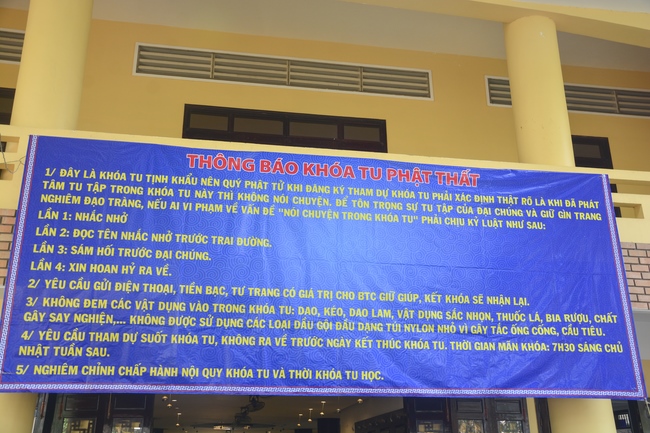 THÔNG BÁO KHÓA TU PHẬT THẤT
1/ ĐÂY LÀ KHÓA TU TỊNH KHẨU NÊN QUÝ PHẬT TỬ KHI ĐĂNG KÝ THAM DỰ KHÓA TU PHẢI XÁC ĐỊNH THẬT RÕ LÀ KHI ĐÃ PHÁT
TÂM TU TẬP TRONG KHÓA TU NÀY THÌ KHÔNG NÓI CHUYỆN. ĐỂ TÔN TRỌNG SỰ TU TẬP CỦA ĐẠI CHÚNG VÀ GIỮ GÌN TRANG
NGHIÊM ĐẠO TRÀNG, NẾU AI VI PHẠM VỀ VẤN ĐỀ "NÓI CHUYỆN TRONG KHÓA TU" PHẢI CHỊU KỶ LUẬT NHƯ SAU:
LẦN 1: NHẮC NHỞ
LẦN 2: ĐỌC TÊN NHẮC NHỞ TRƯỚC TRAI ĐƯỜNG.
LẦN 3: SÁM HỐI TRƯỚC ĐẠI CHÚNG.
LẦN 4: XIN HOAN HỶ RA VỀ.
2/ YÊU CẦU GỬI ĐIỆN THOẠI, TIỀN BẠC, TƯ TRANG CÓ GIÁ TRỊ CHO BTC GIỮ GIÚP, KẾT KHÓA SẼ NHẬN LẠI.
3/ KHÔNG ĐEM CÁC VẬT DỤNG VÀO TRONG KHÓA TU: DAO, KÉO, DAO LAM, VẬT DỤNG SẮC NHỌN, THUỐC LÁ, BIA RƯỢU, CHẤT
GÂY SAY NGHIỆN,... KHÔNG ĐƯỢC SỬ DỤNG CÁC LOẠI DẦU GỘI ĐẦU DẠNG TÚI NYLON NHỎ VÌ GÂY TẮC ỐNG CỐNG, CẦU TIÊU.
4/ YÊU CẦU THAM DỰ SUỐT KHÓA TU, KHÔNG RA VỀ TRƯỚC NGÀY KẾT THÚC KHÓA TU. THỜI GIAN MÃN KHÓA: 7H30 SÁNG CHỦ
NHẬT TUẦN SAU.
5/ NGHIÊM CHỈNH CHẤP HÀNH NỘI QUY KHÓA TU VÀ THỜI KHÓA TU HỌC.